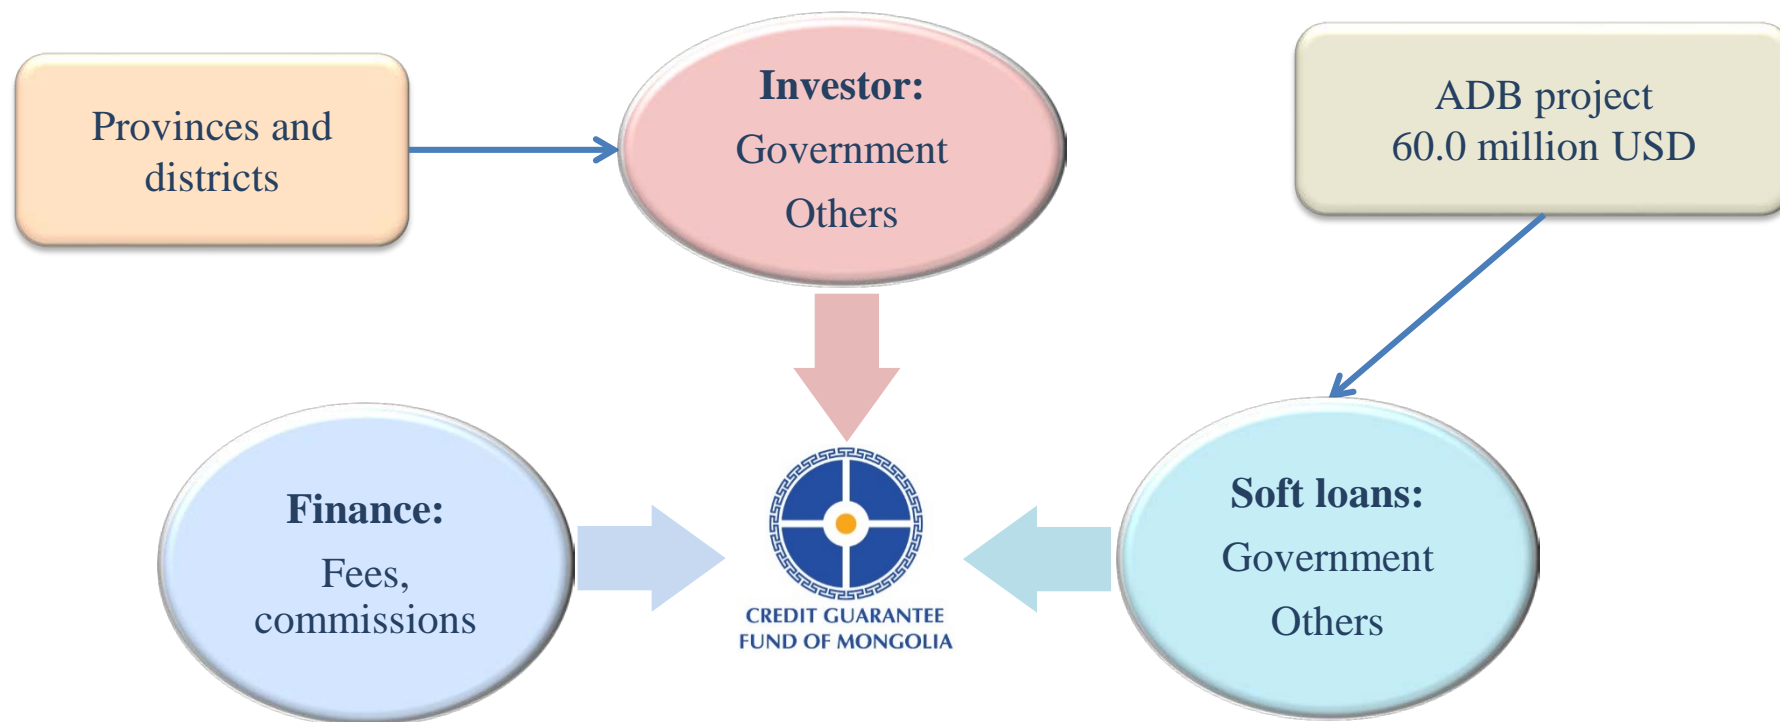 Provinces and
districts
Investor:
Government
Others
ADB project
60.0 million USD
Finance:
Fees,
commissions
CREDIT GUARANTEE
FUND OF MONGOLIA
Soft loans:
Government
Others